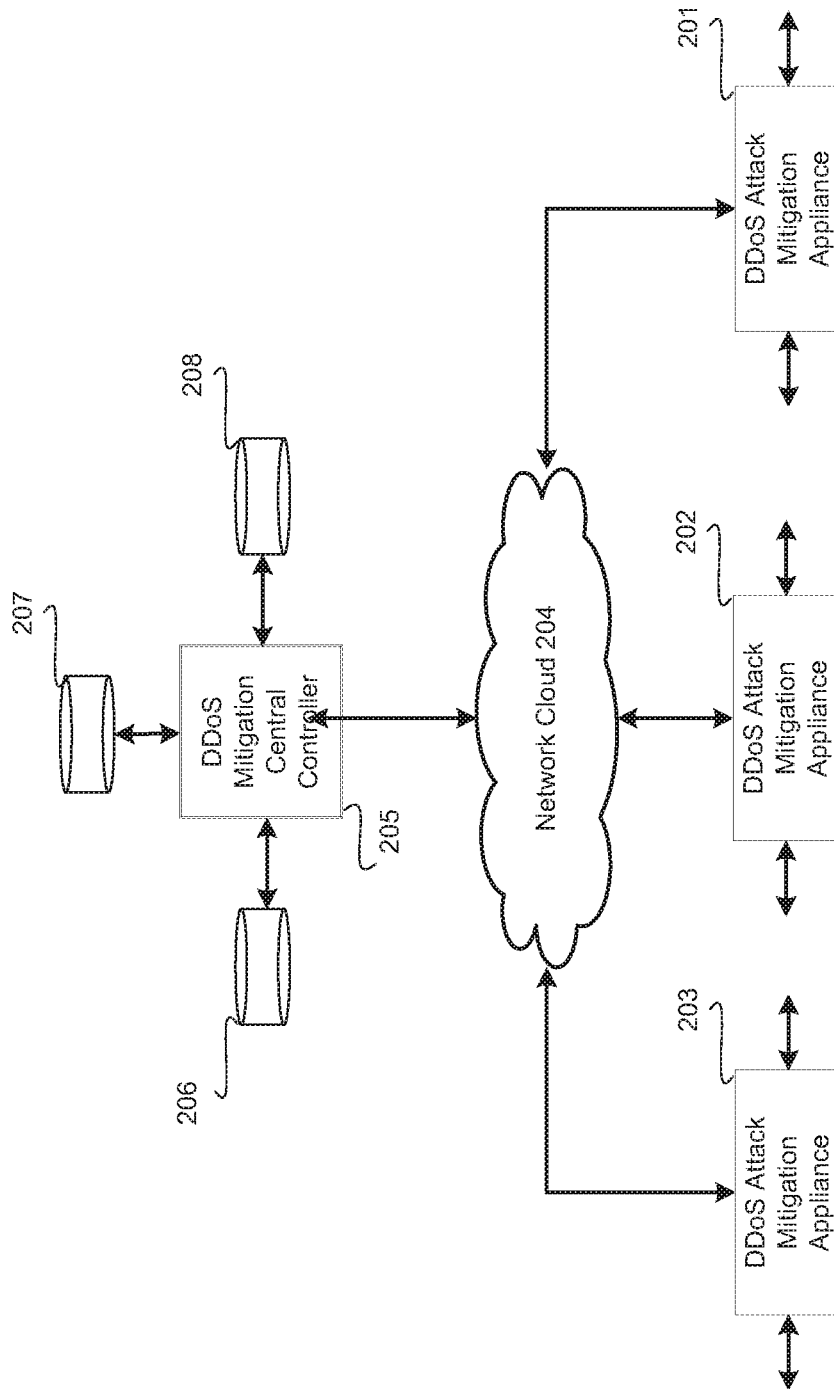 207
208
206
DDoS
Mitigation
Central
Controller
205
Network Cloud 204
203
202
201
DDoS Attack
Mitigation
Appliance
DDoS Attack
Mitigation
Appliance
DDoS Attack
Mitigation
Appliance